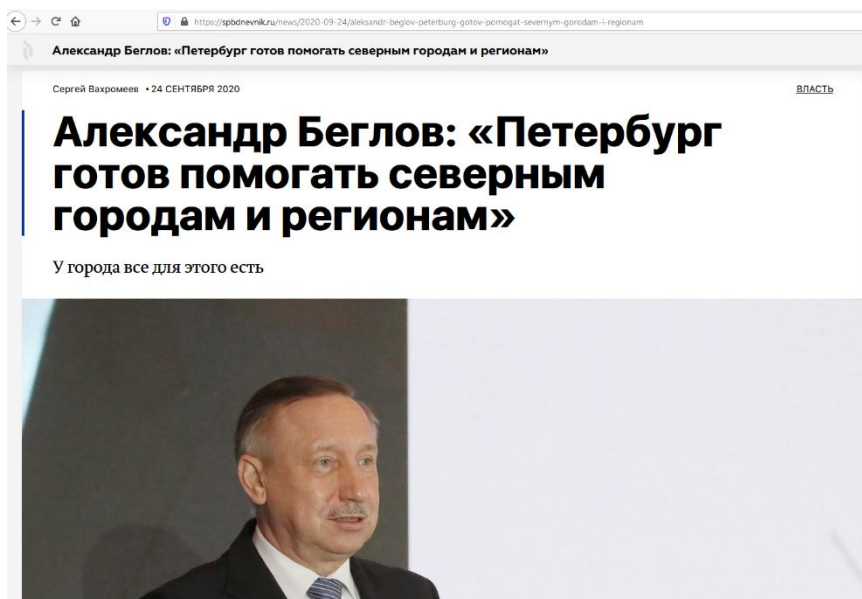 https://spbdnevnik.ru/news/2020-09-24/aleksandr-beglov-peterburg-gotov-pomogat-severnym-gorodam-i-regionam
Александр Беглов: «Петербург готов помогать северным городам и регионам»
Сергей Вахромеев • 24 СЕНТЯБРЯ 2020
ВЛАСТЬ
Александр Беглов: «Петербург
готов помогать северным
городам и регионам»
У города все для этого есть